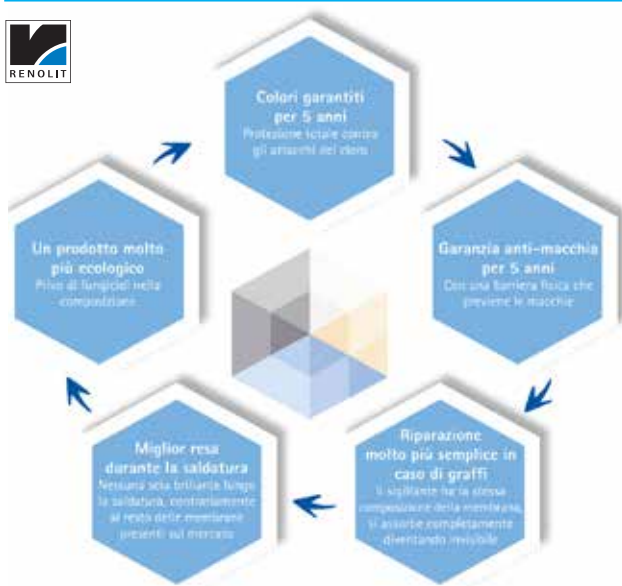 RENOLIT
Colori garantiti
per 5 anni
Protezione totale contro
gli attacchi del cloro
Garanzia anti-macchia
per 5 anni
Con una barriera fisica che
previene le macchie
Riparazione
molto più semplice in
caso di graffi
Il sigillante ha la stessa
composizione della membrana,
si assorbe completamente
diventando invisibile
Miglior resa
durante la saldatura
Nessuna scia brillante lungo
la saldatura, contrariamente
al resto delle membrane
presenti sul mercato
Un prodotto molto
più ecologico
Privo di fungicidi nella
composizione